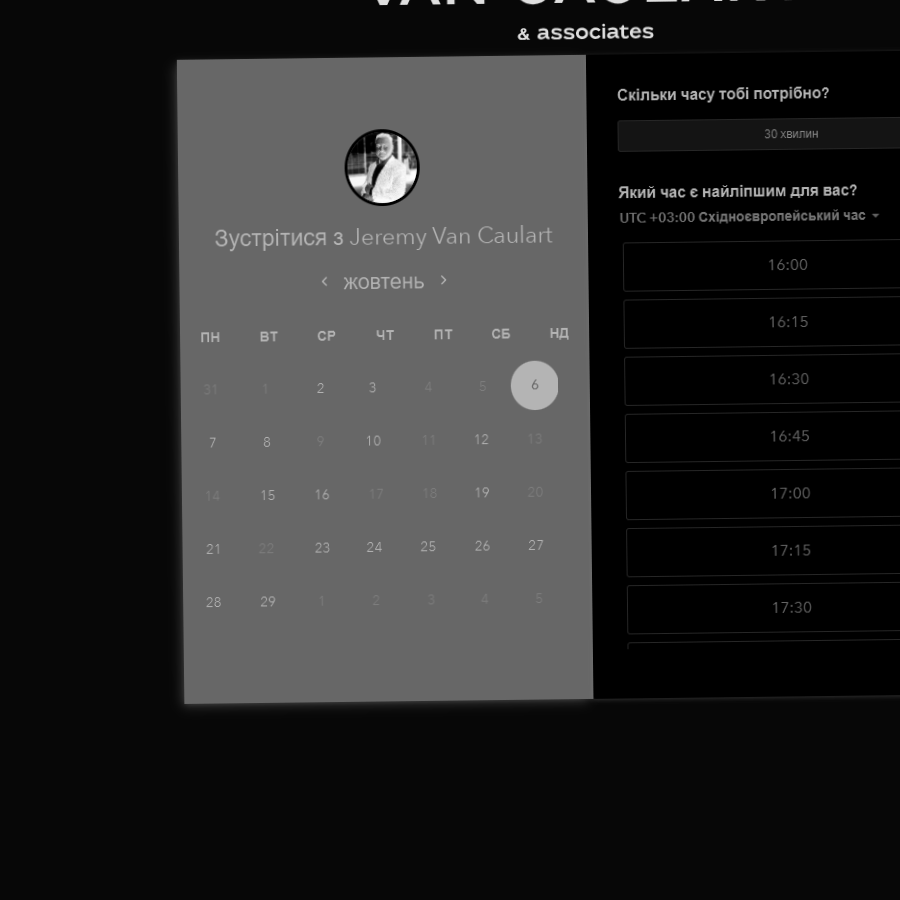 & associates
Зустрітися з Jeremy Van Caulart
‹ жовтень ›
ПН ВТ СР ЧТ ПТ СБ НД
31 1 2 3 4 5 6
7 8 9 10 11 12 13
14 15 16 17 18 19 20
21 22 23 24 25 26 27
28 29 1 2 3 4 5
Скільки часу тобі потрібно?
30 хвилин
Який час є найліпшим для вас?
UTC +03:00 Східноєвропейський час
16:00
16:15
16:30
16:45
17:00
17:15
17:30